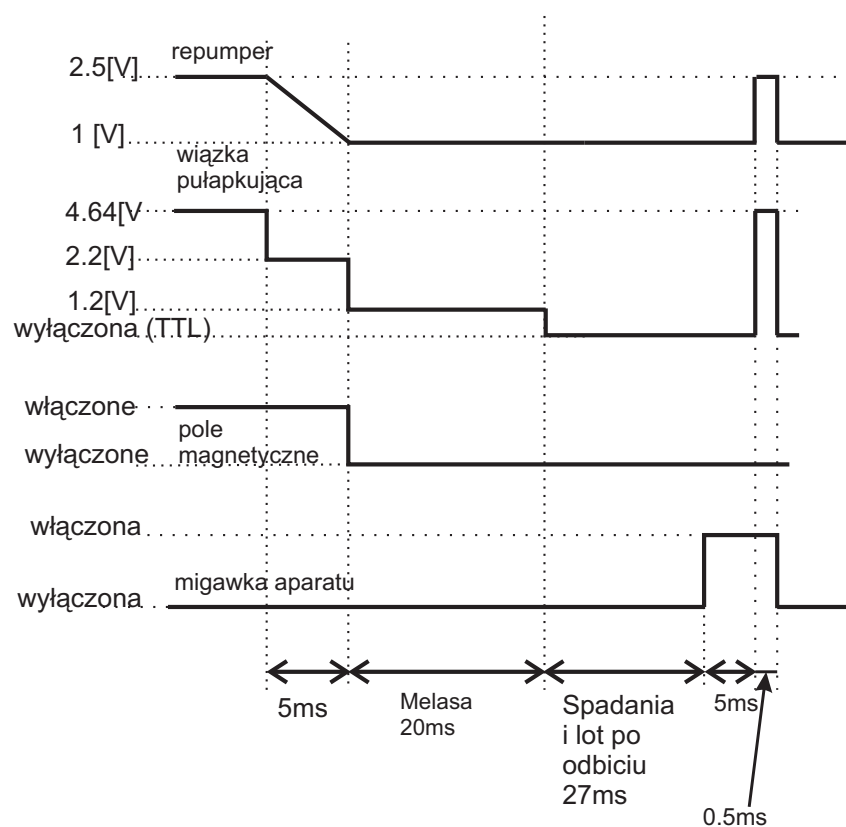 repumper
2.5[V]
1 [V]
wiązka
pułapkująca
4.64[V
2.2[V]
1.2[V]
wyłączona (TTL)
włączone
pole
magnetyczne
wyłączone
włączona
migawka aparatu
wyłączona
5ms
Melasa
20ms
Spadania
i lot po
odbiciu
27ms
5ms
0.5ms